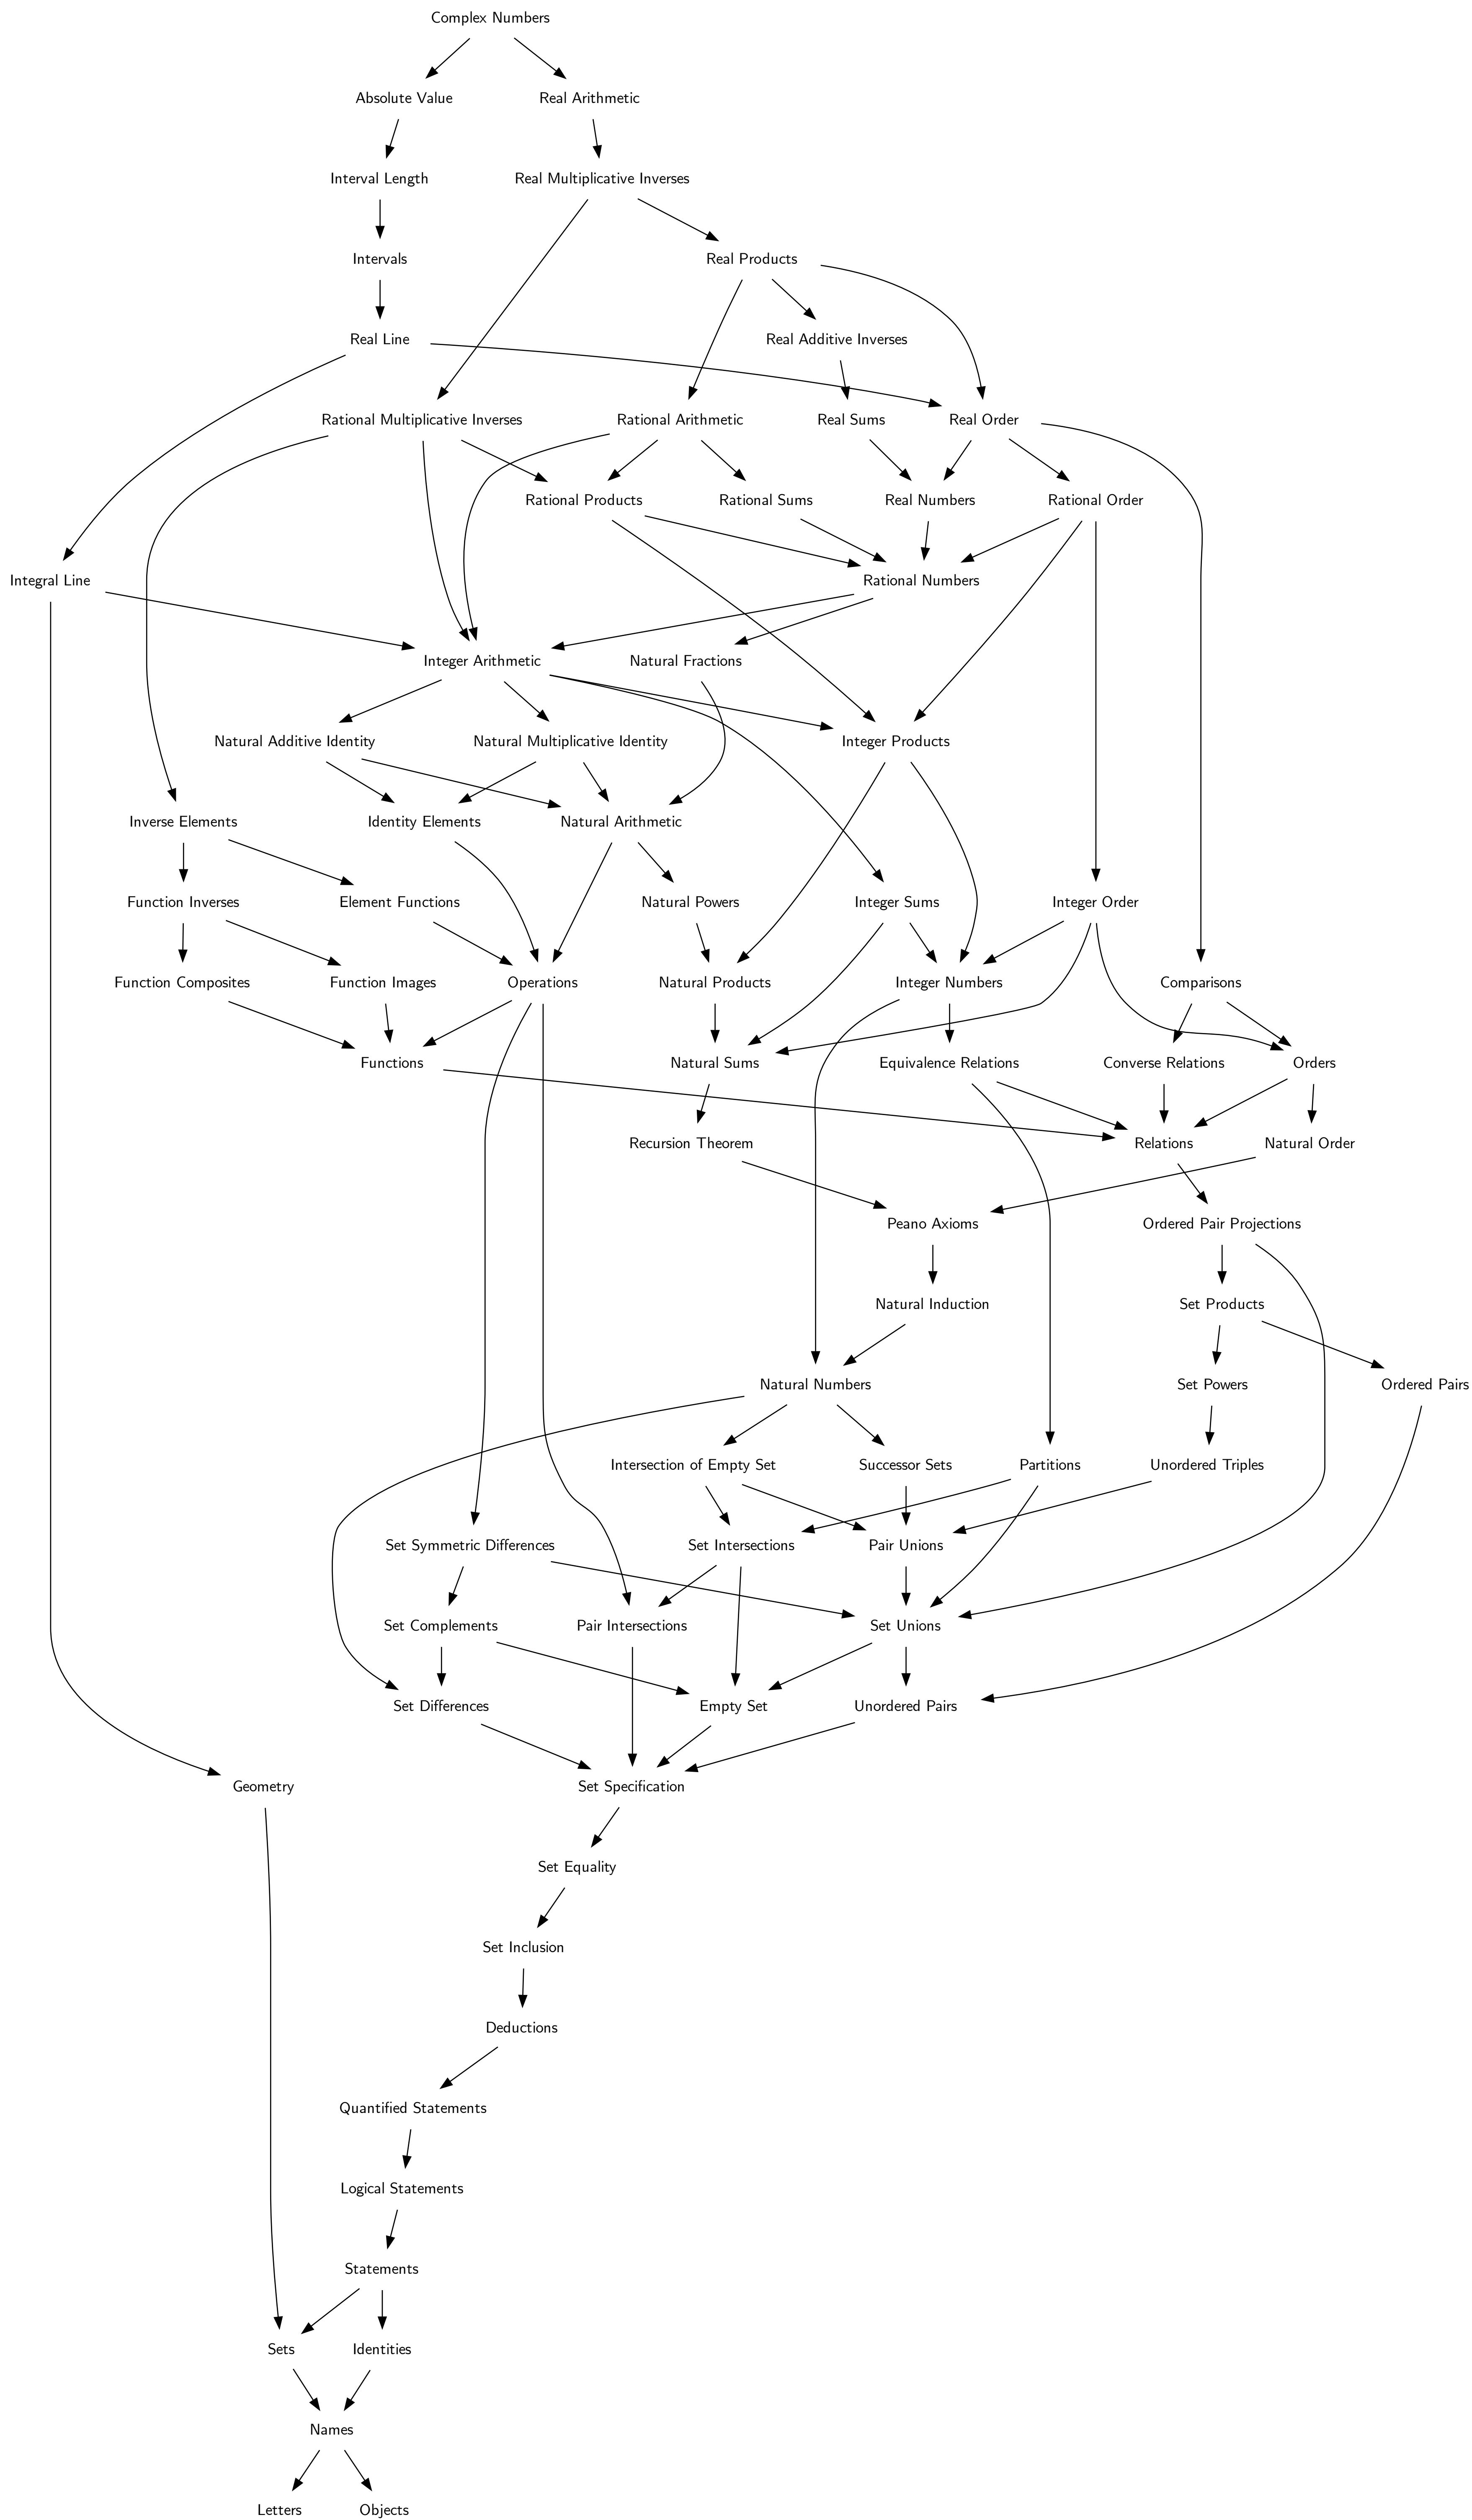 Complex Numbers
Absolute Value
Real Arithmetic
Interval Length
Real Multiplicative Inverses
Intervals
Real Products
Real Line
Real Additive Inverses
Rational Multiplicative Inverses
Rational Arithmetic
Real Sums
Real Order
Rational Products
Rational Sums
Real Numbers
Rational Order
Integral Line
Rational Numbers
Integer Arithmetic
Natural Fractions
Natural Additive Identity
Natural Multiplicative Identity
Integer Products
Inverse Elements
Identity Elements
Natural Arithmetic
Function Inverses
Element Functions
Natural Powers
Integer Sums
Integer Order
Function Composites
Function Images
Operations
Natural Products
Integer Numbers
Comparisons
Functions
Natural Sums
Equivalence Relations
Converse Relations
Orders
Recursion Theorem
Relations
Natural Order
Peano Axioms
Ordered Pair Projections
Natural Induction
Set Products
Natural Numbers
Set Powers
Ordered Pairs
Intersection of Empty Set
Successor Sets
Partitions
Unordered Triples
Set Symmetric Differences
Set Intersections
Pair Unions
Set Complements
Pair Intersections
Set Unions
Set Differences
Empty Set
Unordered Pairs
Geometry
Set Specification
Set Equality
Set Inclusion
Deductions
Quantified Statements
Logical Statements
Statements
Sets
Identities
Names
Letters
Objects